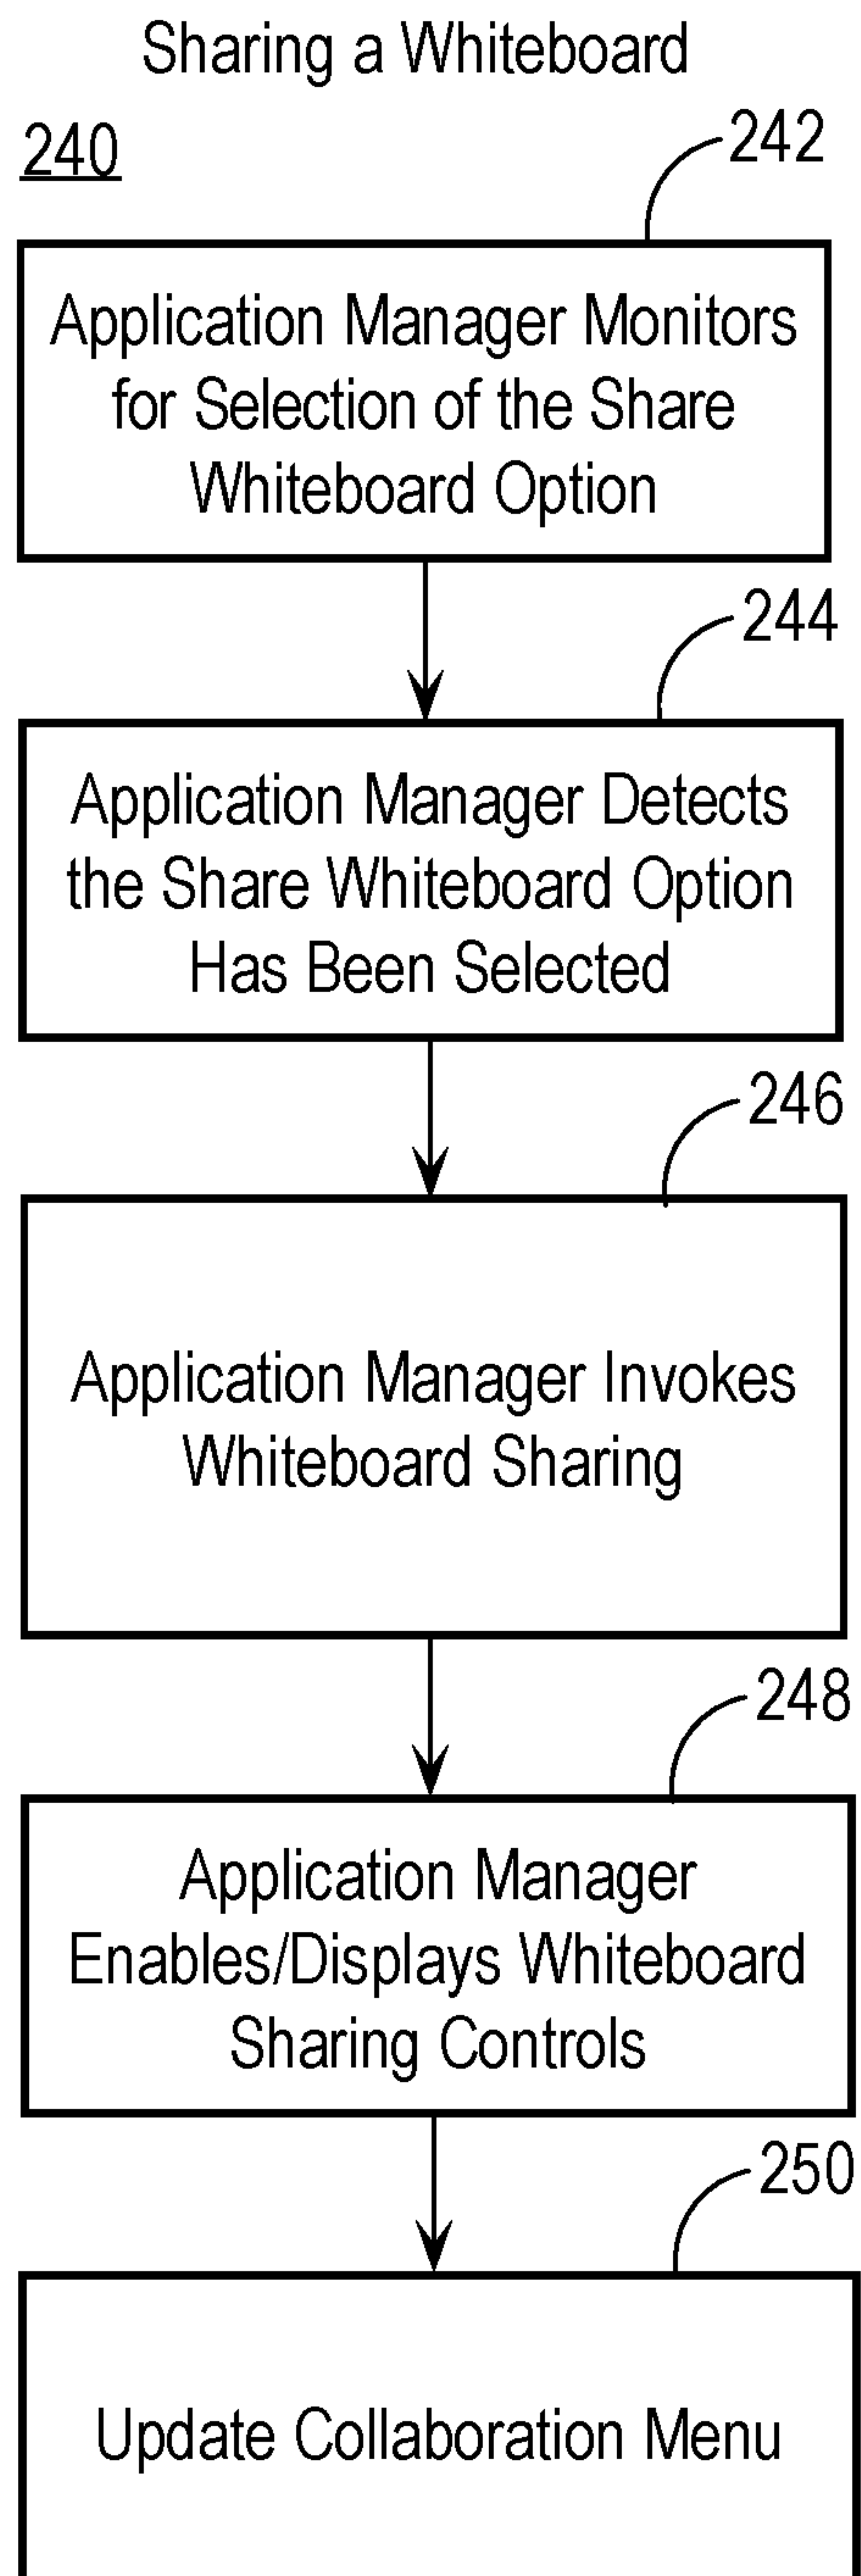 Sharing a Whiteboard
240
242
Application Manager Monitors
for Selection of the Share
Whiteboard Option
244
Application Manager Detects
the Share Whiteboard Option
Has Been Selected
246
Application Manager Invokes
Whiteboard Sharing
248
Application Manager
Enables/Displays Whiteboard
Sharing Controls
250
Update Collaboration Menu